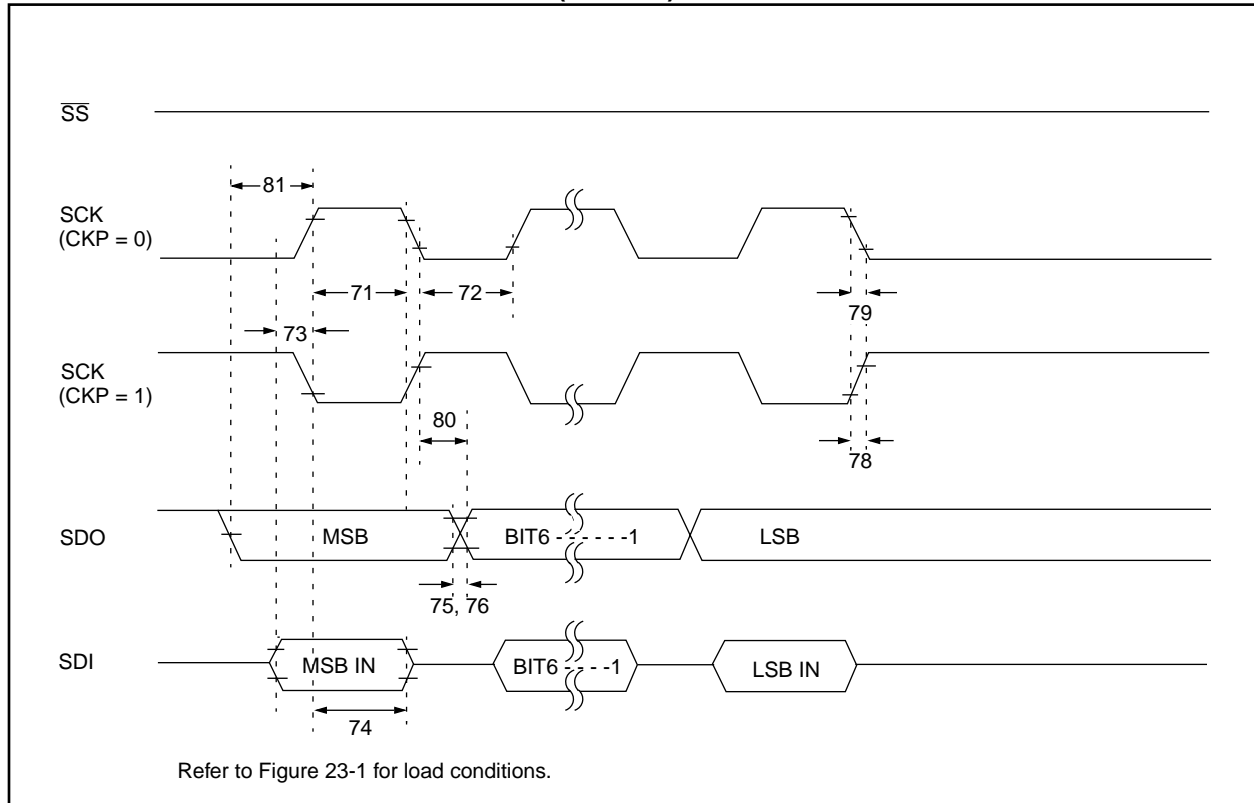 SS
81
SCK
(CKP = 0)
71
72
79
73
SCK
(CKP = 1)
80
78
SDO
MSB
BIT6 - - - - - -1
LSB
75, 76
SDI
MSB IN
BIT6 - - - - -1
LSB IN
74
Refer to Figure 23-1 for load conditions.